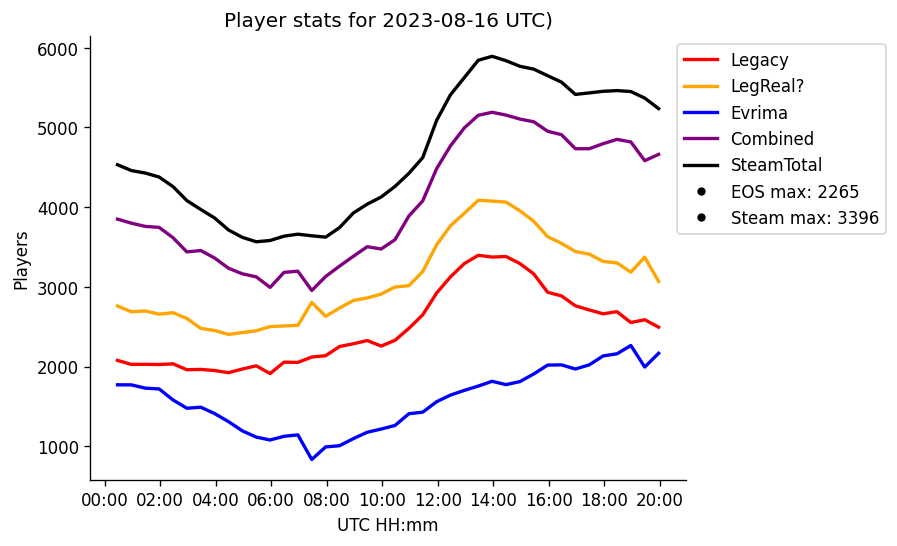 Player stats for 2023-08-16 UTC)
6000
5000
4000
3000
2000
1000
Players
00:00 02:00 04:00 06:00 08:00 10:00 12:00 14:00 16:00 18:00 20:00
UTC HH:mm
Legacy
LegReal?
Evrima
Combined
SteamTotal
EOS max: 2265
Steam max: 3396